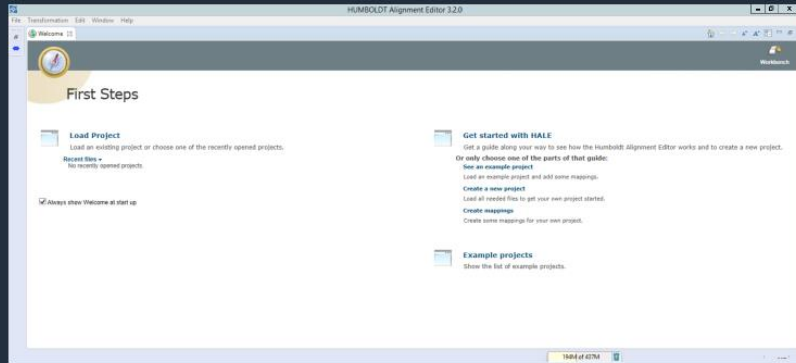 HUMBOLDT Alignment Editor 3.2.0
File Transformation Edit Window Help
Welcome
Workbench
First Steps
Load Project
Load an existing project or choose one of the recently opened projects.
Recent files
No recently opened projects
Always show Welcome at start up
Get started with HALE
Get a guide along your way to see how the Humboldt Alignment Editor works and to create a new project.
Or only choose one of the parts of that guide:
See an example project
Load an example project and add some mappings.
Create a new project
Load all needed files to get your own project started.
Create mappings
Create some mappings for your own project.
Example projects
Show the list of example projects.
194M of 437M